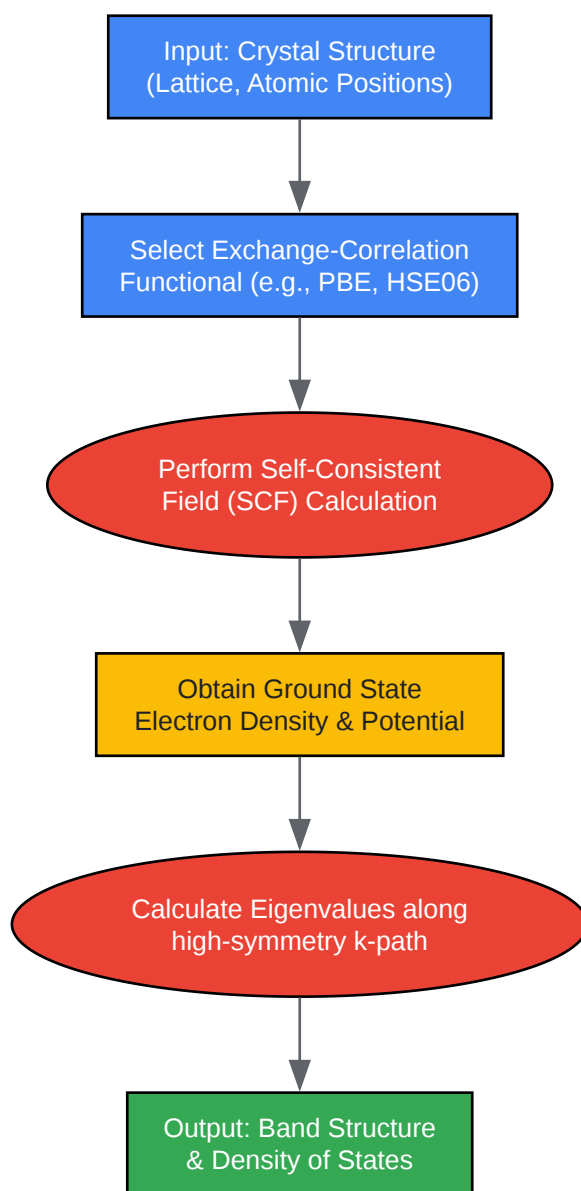 Input: Crystal Structure
(Lattice, Atomic Positions)
Select Exchange-Correlation
Functional (e.g., PBE, HSE06)
Perform Self-Consistent
Field (SCF) Calculation
Obtain Ground State
Electron Density & Potential
Calculate Eigenvalues along
high-symmetry k-path
Output: Band Structure
& Density of States